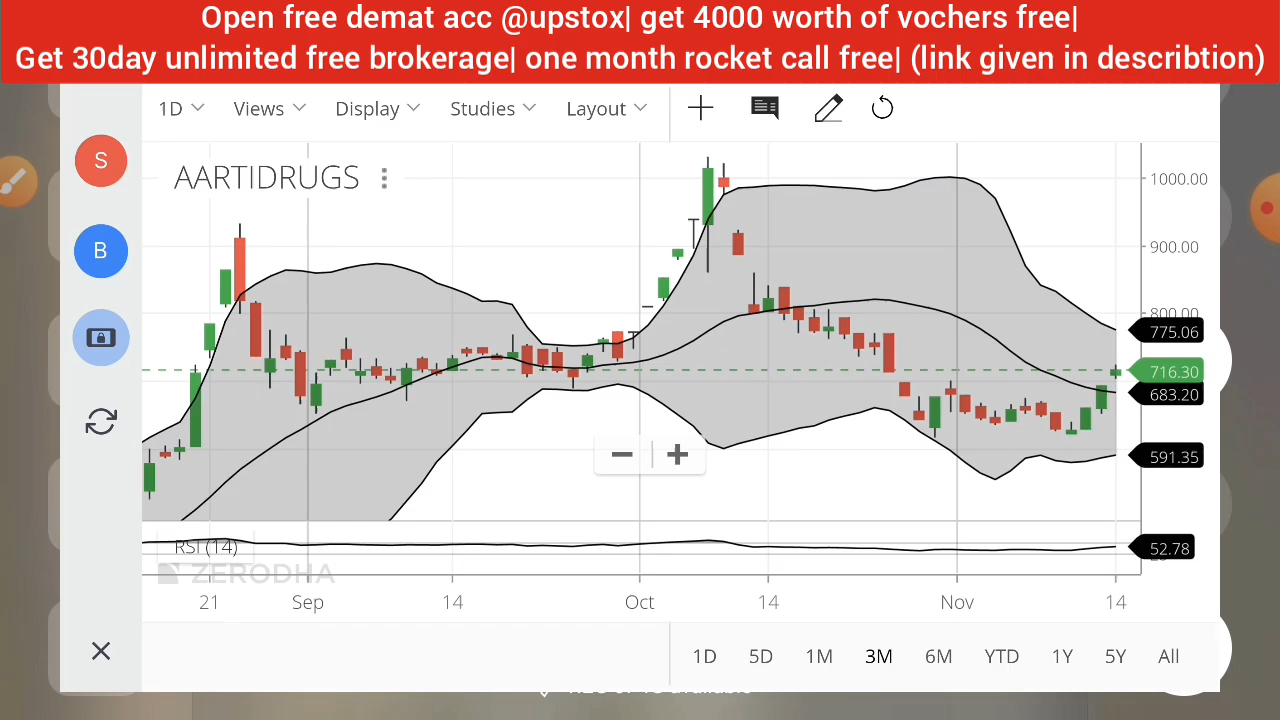 Open free demat acc @upstox| get 4000 worth of vochers free|
Get 30day unlimited free brokerage| one month rocket call free| (link given in describtion)
1D Views Display Studies Layout
S
AARTIDRUGS
1000.00
B
900.00
800.00
775.06
716.30
683.20
591.35
RSI (14)
52.78
ZERODHA
21 Sep 14 Oct 14 Nov 14
1D 5D 1M 3M 6M YTD 1Y 5Y All